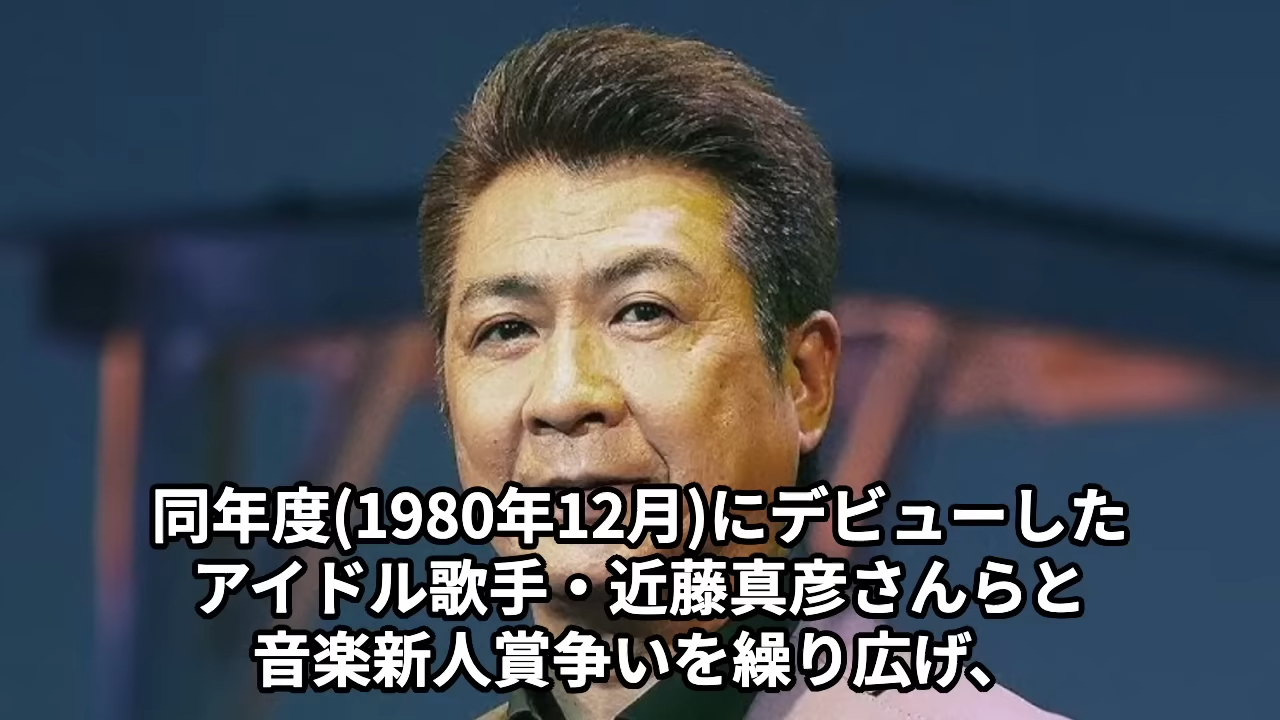 同年度(1980年12月)にデビューした
アイドル歌手・近藤真彦さんらと
音楽新人賞争いを繰り広げ、